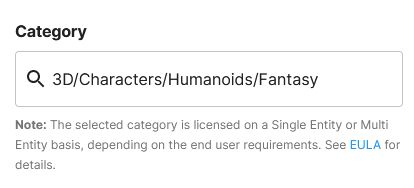 Category
3D/Characters/Humanoids/Fantasy
Note: The selected category is licensed on a Single Entity or Multi
Entity basis, depending on the end user requirements. See EULA for
details.